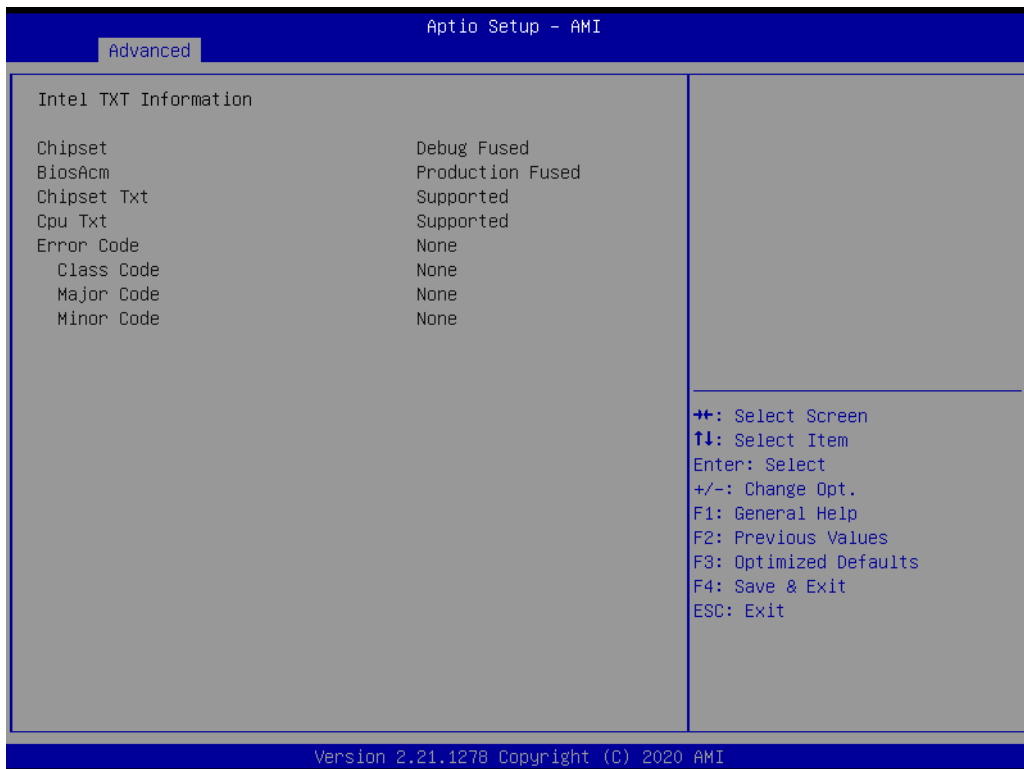 Aptio Setup – AMI
Advanced
Intel TXT Information
Chipset Debug Fused
BiosAcm Production Fused
Chipset Txt Supported
Cpu Txt Supported
Error Code None
Class Code None
Major Code None
Minor Code None
→←: Select Screen
↑↓: Select Item
Enter: Select
+/-: Change Opt.
F1: General Help
F2: Previous Values
F3: Optimized Defaults
F4: Save & Exit
ESC: Exit
Version 2.21.1278 Copyright (C) 2020 AMI